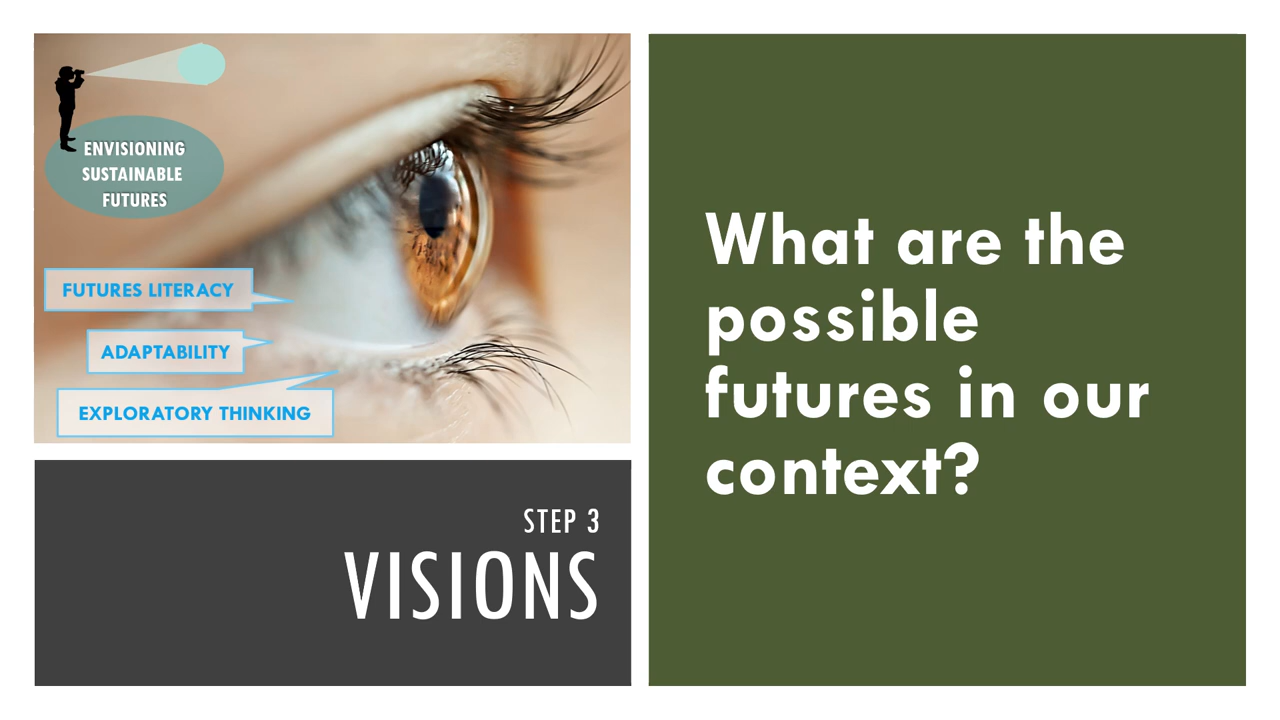 ENVISIONING
SUSTAINABLE
FUTURES
FUTURES LITERACY
ADAPTABILITY
EXPLORATORY THINKING
STEP 3
VISIONS
What are the
possible
futures in our
context?